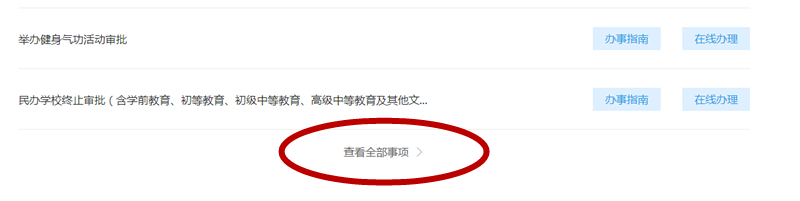 举办健身气功活动审批 办事指南 在线办理
民办学校终止审批（含学前教育、初等教育、初级中等教育、高级中等教育及其他文... 办事指南 在线办理
查看全部事项 >